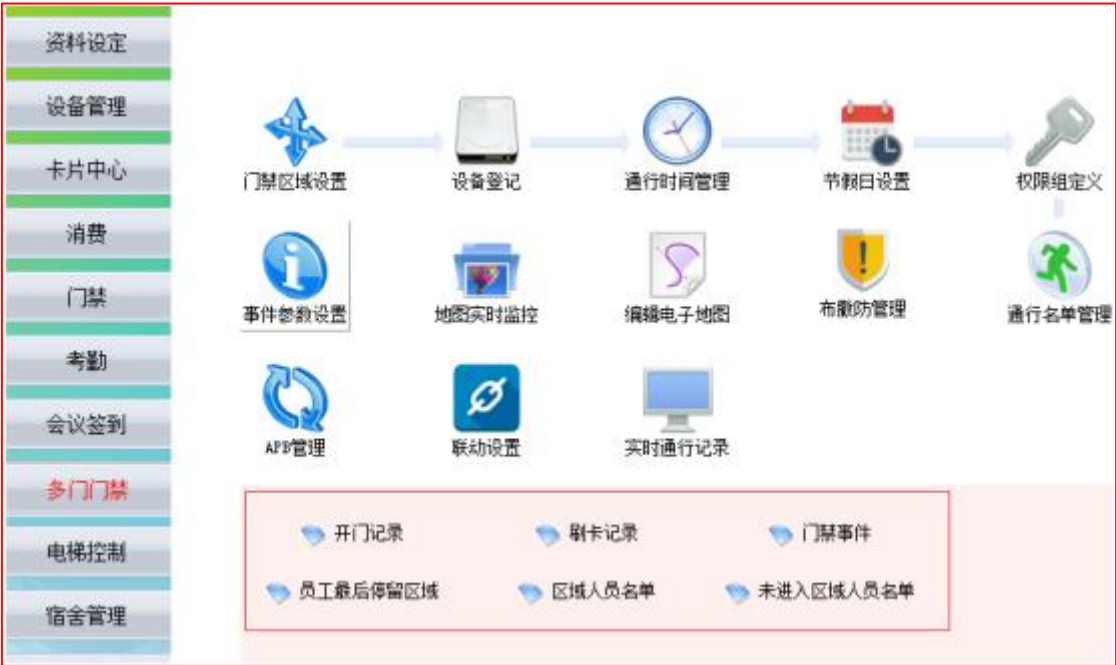 资料设定
设备管理
卡片中心
消费
门禁
考勤
会议签到
多门门禁
电梯控制
宿舍管理
门禁区域设置 设备登记 通行时间管理 节假日设置 权限组定义
事件参数设置 地图实时监控 编辑电子地图 布撤防管理 通行名单管理
APB管理 联动设置 实时通行记录
开门记录 刷卡记录 门禁事件
员工最后停留区域 区域人员名单 未进入区域人员名单